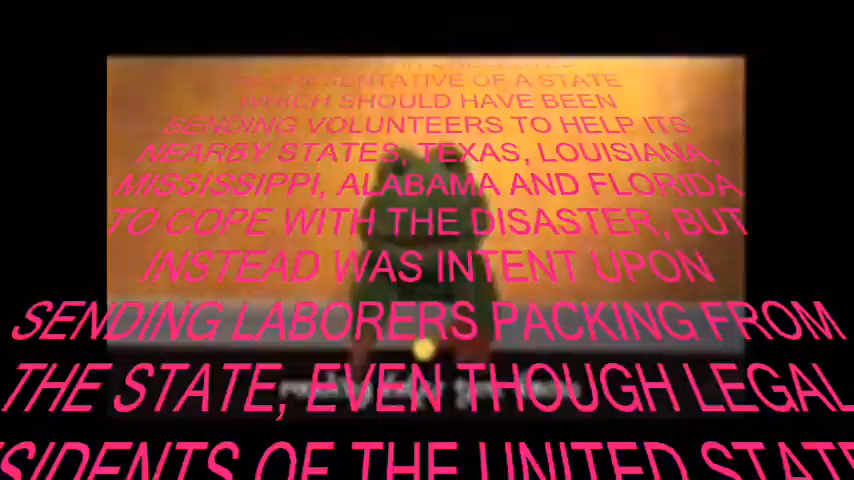 REPRESENTATIVE OF A STATE
WHICH SHOULD HAVE BEEN
SENDING VOLUNTEERS TO HELP ITS
NEARBY STATES, TEXAS, LOUISIANA,
MISSISSIPPI, ALABAMA AND FLORIDA
TO COPE WITH THE DISASTER, BUT
INSTEAD WAS INTENT UPON
SENDING LABORERS PACKING FROM
THE STATE, EVEN THOUGH LEGAL
SIDENTS OF THE UNITED STATE